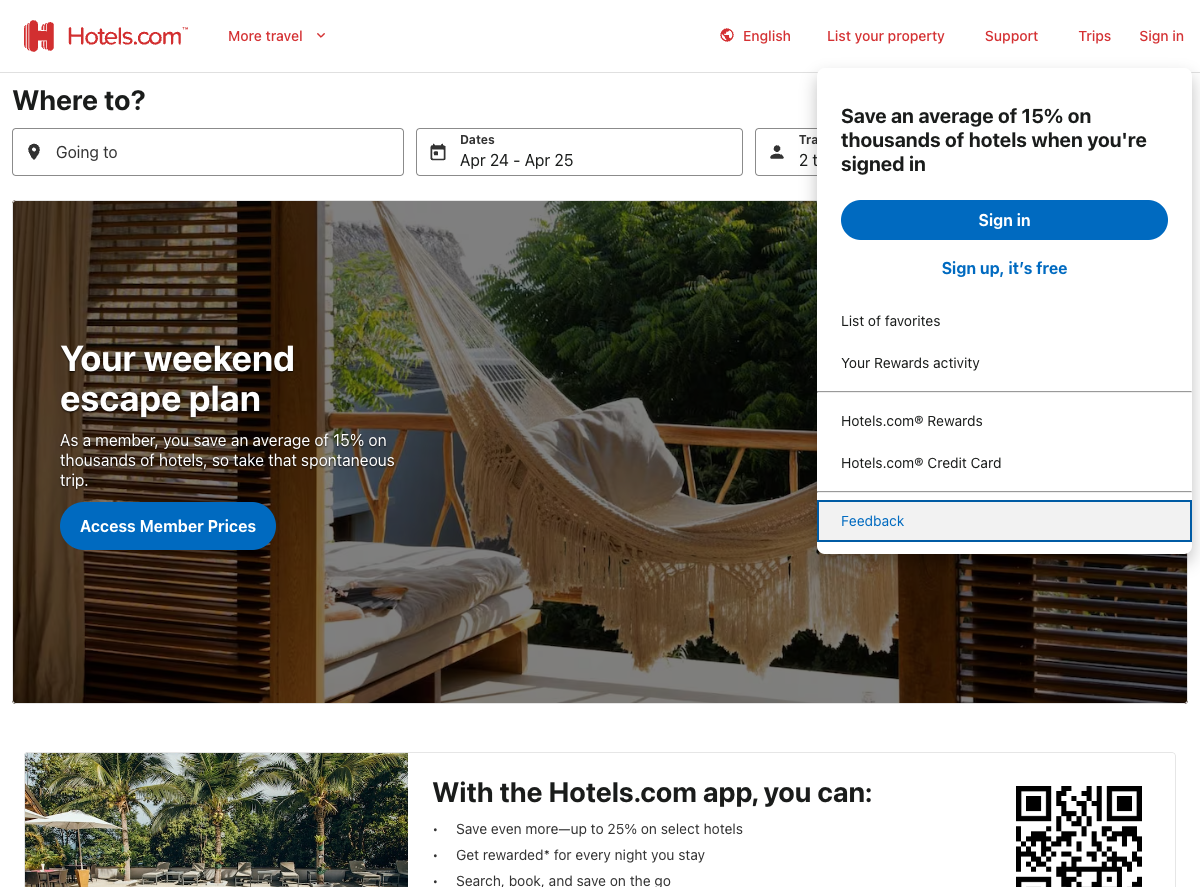 Hotels.com™
More travel
English
List your property
Support
Trips
Sign in
Where to?
Going to
Dates
Apr 24 - Apr 25
Save an average of 15% on
thousands of hotels when you're
signed in
Sign in
Sign up, it’s free
List of favorites
Your Rewards activity
Hotels.com® Rewards
Hotels.com® Credit Card
Feedback
Your weekend
escape plan
As a member, you save an average of 15% on
thousands of hotels, so take that spontaneous
trip.
Access Member Prices
With the Hotels.com app, you can:
• Save even more—up to 25% on select hotels
• Get rewarded* for every night you stay
• Search, book, and save on the go